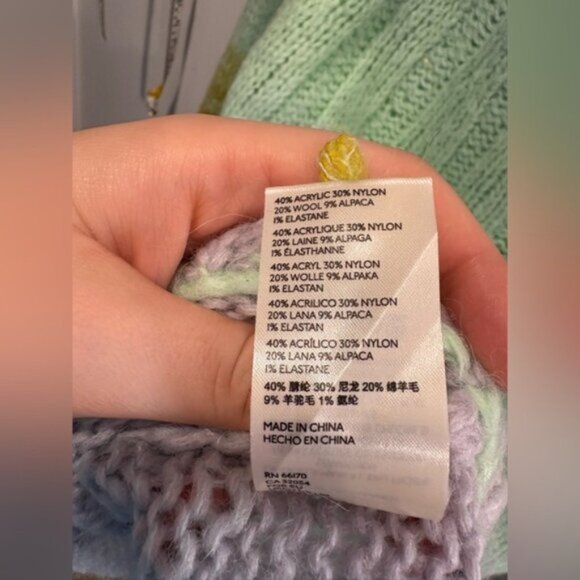 40% ACRYLIC 30% NYLON
20% WOOL 9% ALPACA
1% ELASTANE
40% ACRYLIQUE 30% NYLON
20% LAINE 9% ALPAGA
1% ÉLASTHANNE
40% ACRYL 30% NYLON
20% WOLLE 9% ALPAKA
1% ELASTAN
40% ACRILICO 30% NYLON
20% LANA 9% ALPACA
1% ELASTAN
40% ACRÍLICO 30% NYLON
20% LANA 9% ALPACA
1% ELASTANE
40% 腈纶 30% 尼龙 20% 绵羊毛
9% 羊驼毛 1% 氨纶
MADE IN CHINA
HECHO EN CHINA
RN 66170
CA 32054
FOR EU